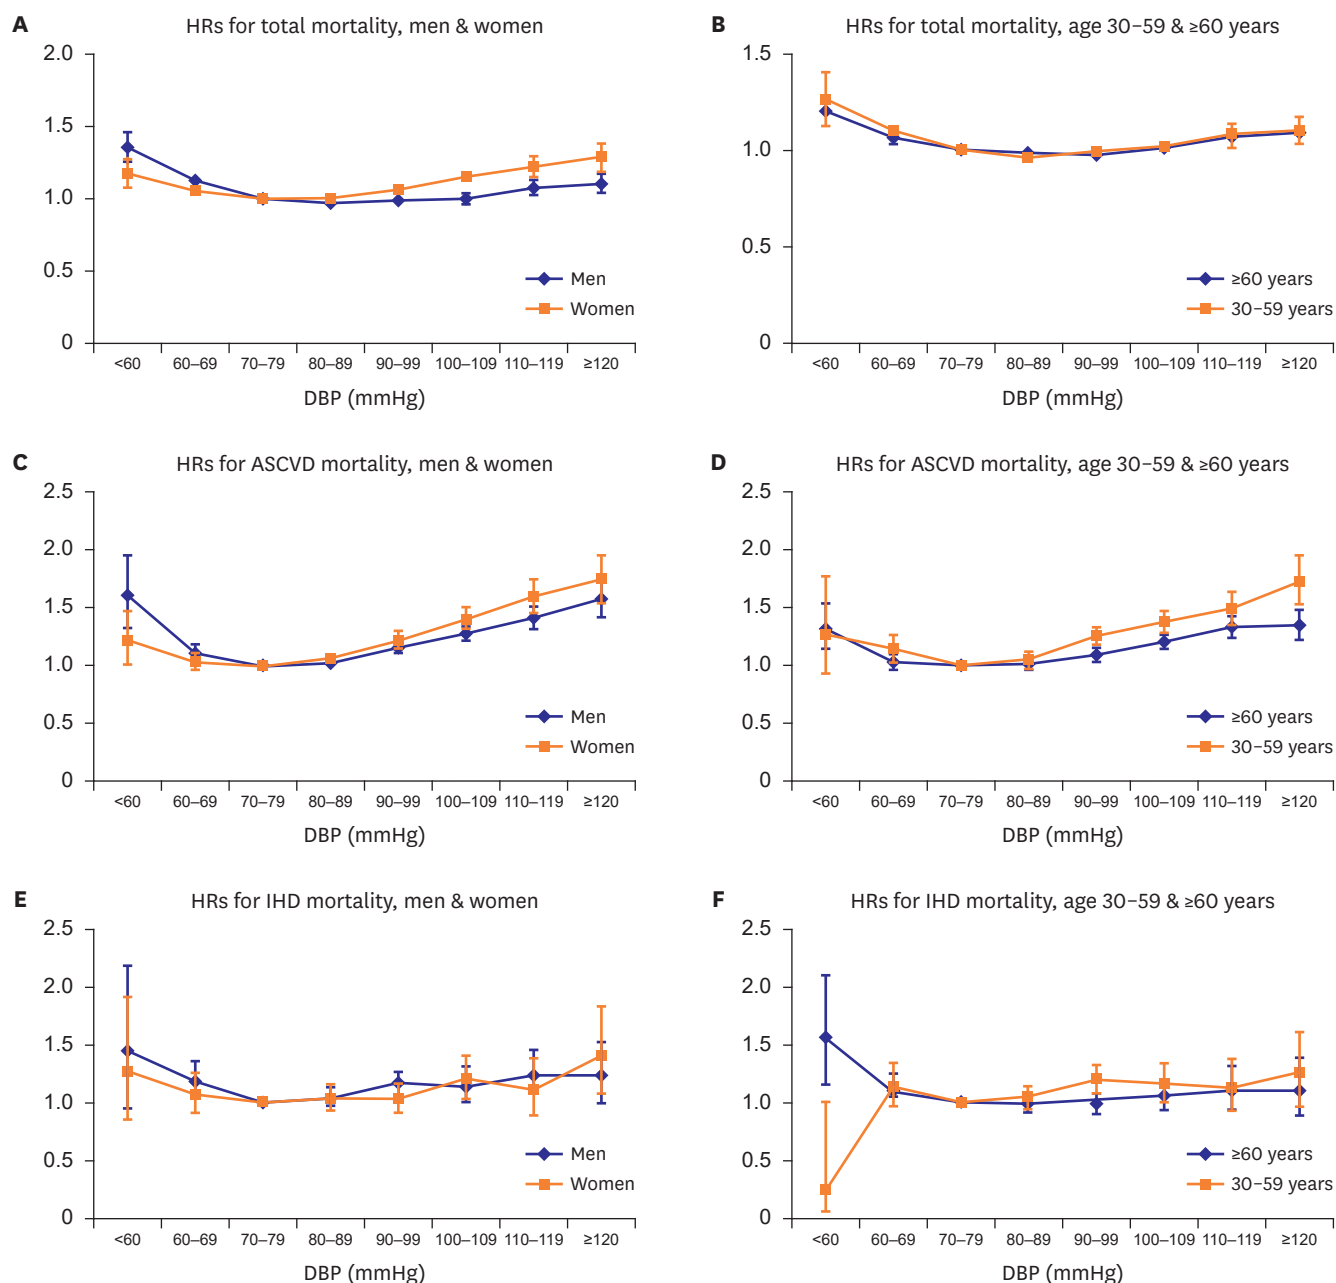 A
HRs for total mortality, men & women
2.0
1.5
1.0
0.5
0
Men
Women
<60 60–69 70–79 80–89 90–99 100–109 110–119 ≥120
DBP (mmHg)
B
HRs for total mortality, age 30–59 & ≥60 years
1.5
1.0
0.5
0
≥60 years
30–59 years
<60 60–69 70–79 80–89 90–99 100–109 110–119 ≥120
DBP (mmHg)
C
HRs for ASCVD mortality, men & women
2.5
2.0
1.5
1.0
0.5
0
Men
Women
<60 60–69 70–79 80–89 90–99 100–109 110–119 ≥120
DBP (mmHg)
D
HRs for ASCVD mortality, age 30–59 & ≥60 years
2.5
2.0
1.5
1.0
0.5
0
≥60 years
30–59 years
<60 60–69 70–79 80–89 90–99 100–109 110–119 ≥120
DBP (mmHg)
E
HRs for IHD mortality, men & women
2.5
2.0
1.5
1.0
0.5
0
Men
Women
<60 60–69 70–79 80–89 90–99 100–109 110–119 ≥120
DBP (mmHg)
F
HRs for IHD mortality, age 30–59 & ≥60 years
2.5
2.0
1.5
1.0
0.5
0
≥60 years
30–59 years
<60 60–69 70–79 80–89 90–99 100–109 110–119 ≥120
DBP (mmHg)